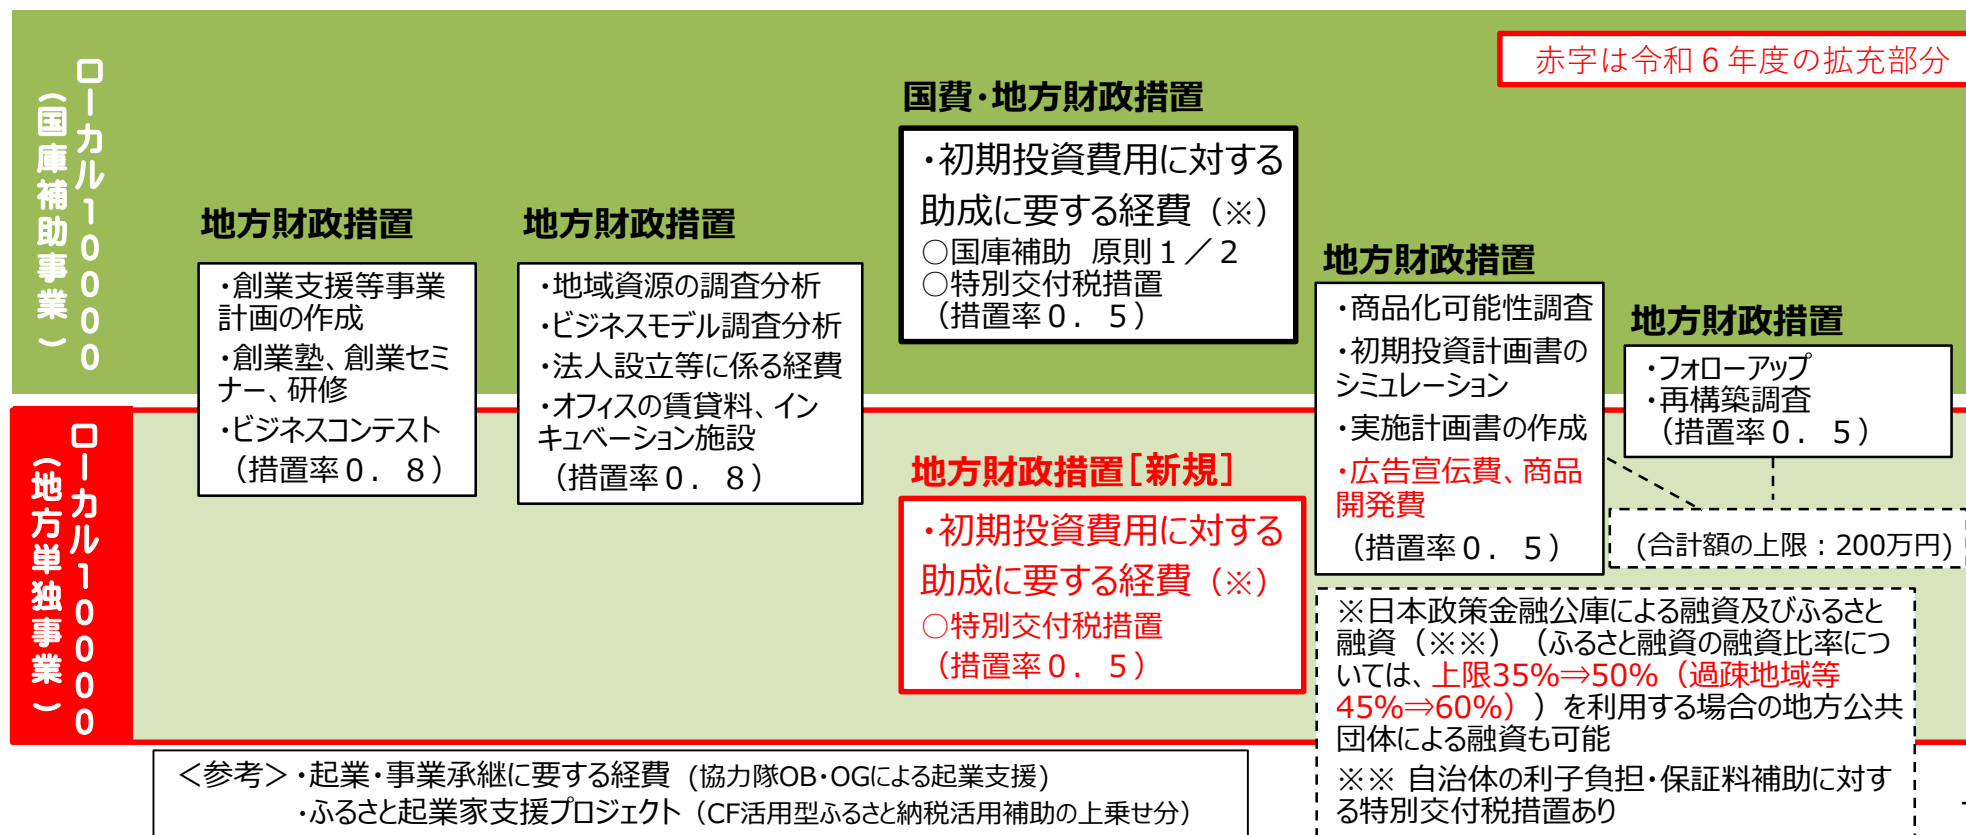 赤字は令和６年度の拡充部分
ローカル１００００
（国庫補助事業）
地方財政措置
・創業支援等事業
計画の作成
・創業塾、創業セミ
ナー、研修
・ビジネスコンテスト
（措置率０．８）
地方財政措置
・地域資源の調査分析
・ビジネスモデル調査分析
・法人設立等に係る経費
・オフィスの賃貸料、イン
キュベーション施設
（措置率０．８）
国費・地方財政措置
・初期投資費用に対する
助成に要する経費（※）
○国庫補助 原則１／２
○特別交付税措置
（措置率０．５）
地方財政措置
・商品化可能性調査
・初期投資計画書の
シミュレーション
・実施計画書の作成
・広告宣伝費、商品
開発費
（措置率０．５）
地方財政措置
・フォローアップ
・再構築調査
（措置率０．５）
(合計額の上限：200万円)
ローカル１００００
（地方単独事業）
地方財政措置［新規］
・初期投資費用に対する
助成に要する経費（※）
○特別交付税措置
（措置率０．５）
※日本政策金融公庫による融資及びふるさと
融資（※※）（ふるさと融資の融資比率につ
いては、上限35%⇒50%（過疎地域等
45%⇒60%））を利用する場合の地方公共
団体による融資も可能
※※ 自治体の利子負担・保証料補助に対す
る特別交付税措置あり
＜参考＞・起業・事業承継に要する経費（協力隊OB・OGによる起業支援）
・ふるさと起業家支援プロジェクト（CF活用型ふるさと納税活用補助の上乗せ分）